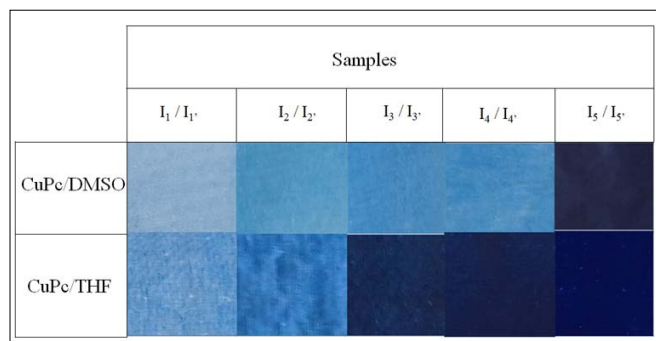 Samples
I₁ / I₁' I₂ / I₂' I₃ / I₃' I₄ / I₄' I₅ / I₅'
CuPc/DMSO
CuPc/THF